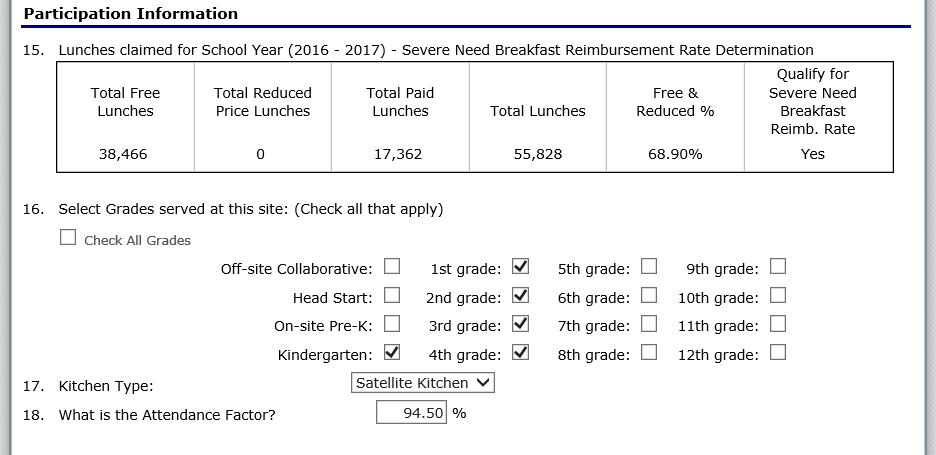 Participation Information
15. Lunches claimed for School Year (2016 - 2017) - Severe Need Breakfast Reimbursement Rate Determination
Total Free Lunches Total Reduced Price Lunches Total Paid Lunches Total Lunches Free & Reduced % Qualify for Severe Need Breakfast Reimb. Rate
38,466 0 17,362 55,828 68.90% Yes
16. Select Grades served at this site: (Check all that apply)
Check All Grades
Off-site Collaborative: 1st grade: 5th grade: 9th grade:
Head Start: 2nd grade: 6th grade: 10th grade:
On-site Pre-K: 3rd grade: 7th grade: 11th grade:
Kindergarten: 4th grade: 8th grade: 12th grade:
17. Kitchen Type: Satellite Kitchen
18. What is the Attendance Factor? 94.50 %